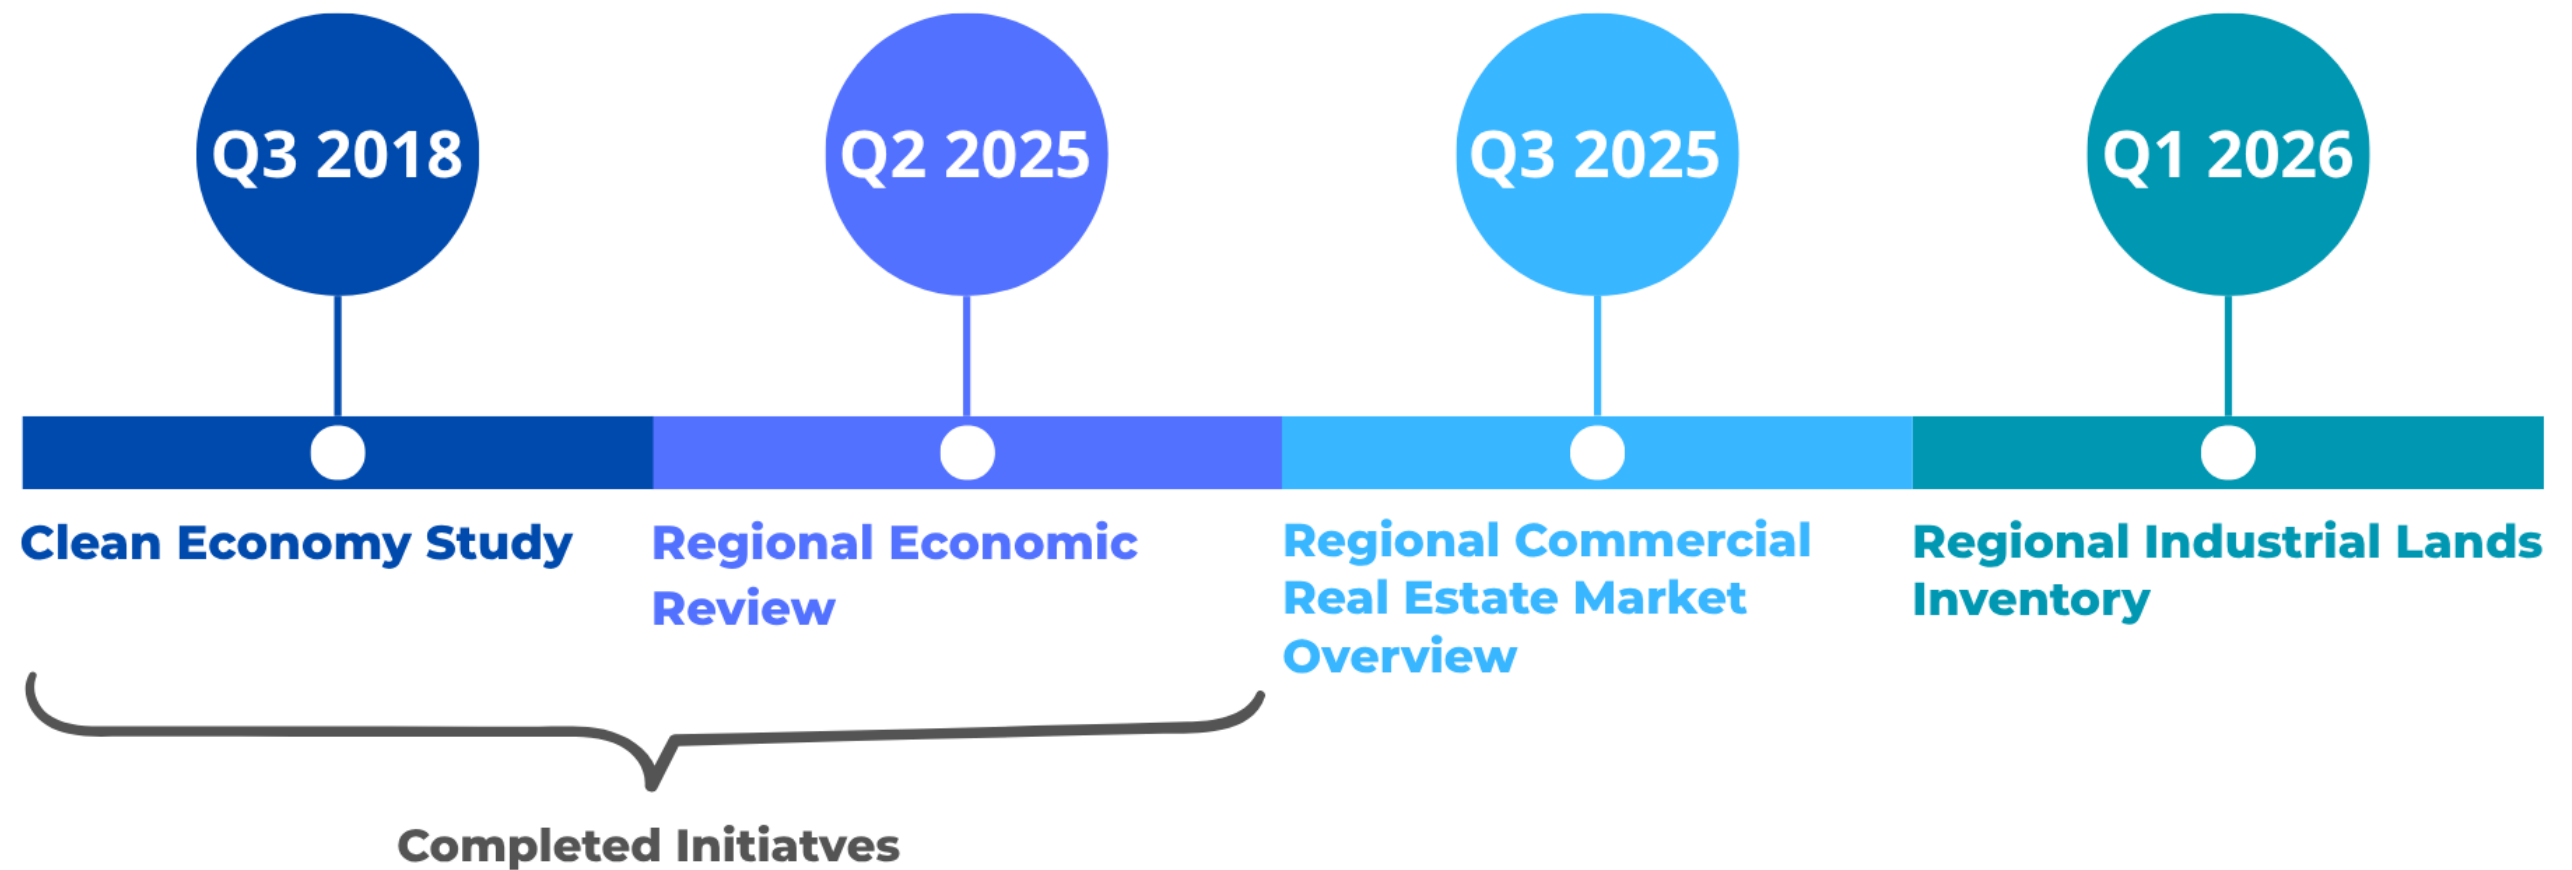 Q3 2018
Q2 2025
Q3 2025
Q1 2026
Clean Economy Study
Regional Economic
Review
Regional Commercial
Real Estate Market
Overview
Regional Industrial Lands
Inventory
Completed Initiatves